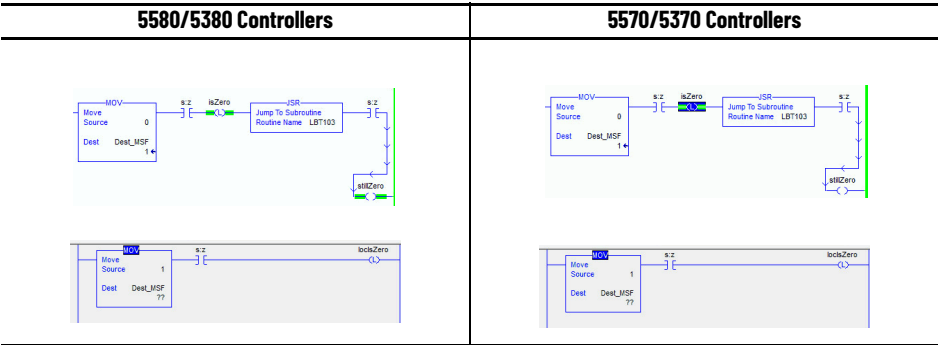 5580/5380 Controllers
5570/5370 Controllers
MOV
Move
Source 0
Dest Dest_MSF
1
s:z
isZero
L
JSR
Jump To Subroutine
Routine Name LBT103
s:z
stillZero
MOV
Move
Source 0
Dest Dest_MSF
1
s:z
isZero
L
JSR
Jump To Subroutine
Routine Name LBT103
s:z
stillZero
MOV
Move
Source 1
Dest Dest_MSF
??
s:z
locIsZero
L
MOV
Move
Source 1
Dest Dest_MSF
??
s:z
locIsZero
L